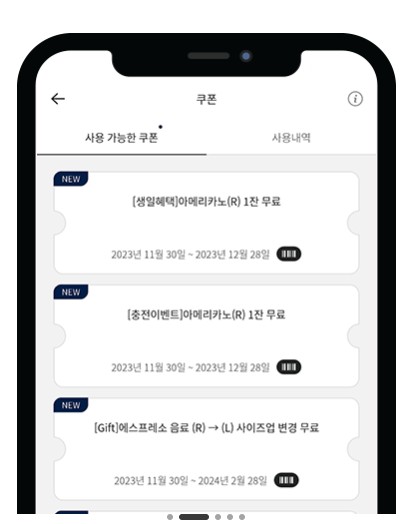 쿠폰
사용 가능한 쿠폰
사용내역
NEW
[생일혜택]아메리카노(R) 1잔 무료
2023년 11월 30일 ~ 2023년 12월 28일
NEW
[충전이벤트]아메리카노(R) 1잔 무료
2023년 11월 30일 ~ 2023년 12월 28일
NEW
[Gift]에스프레소 음료 (R) → (L) 사이즈업 변경 무료
2023년 11월 30일 ~ 2024년 2월 28일